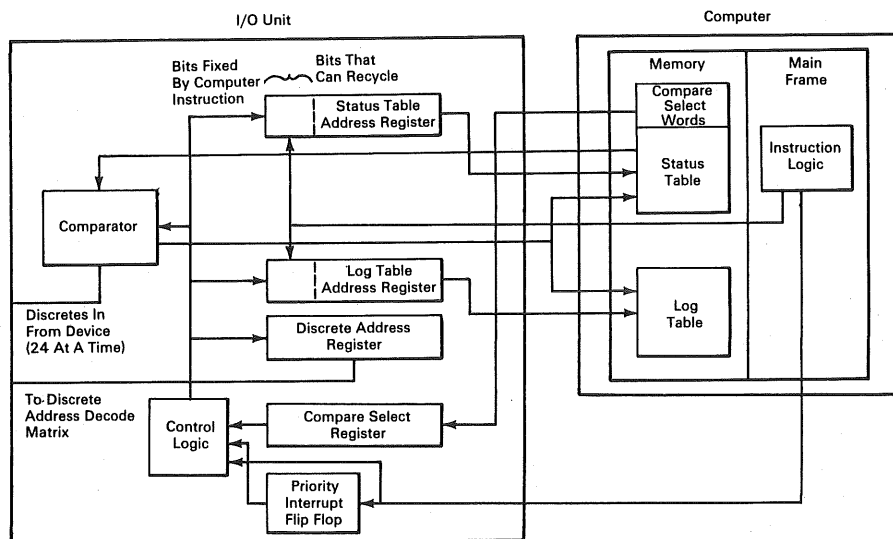 I/O Unit
Computer
Bits Fixed
By Computer
Instruction
Bits That
Can Recycle
Status Table
Address Register
Memory
Main
Frame
Compare
Select
Words
Status
Table
Instruction
Logic
Comparator
Log Table
Address Register
Log
Table
Discretes In
From Device
(24 At A Time)
Discrete Address
Register
To Discrete
Address Decode
Matrix
Control
Logic
Compare Select
Register
Priority
Interrupt
Flip Flop